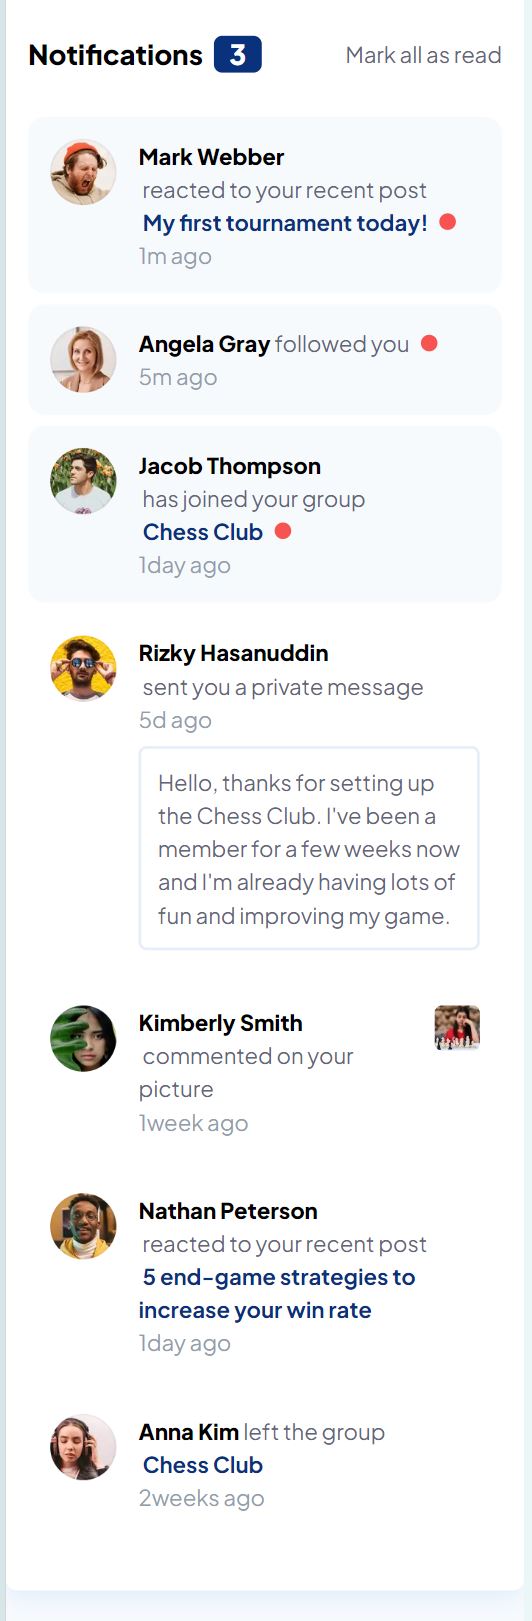 Notifications 3 Mark all as read
Mark Webber
reacted to your recent post
My first tournament today!
1m ago
Angela Gray followed you
5m ago
Jacob Thompson
has joined your group
Chess Club
1day ago
Rizky Hasanuddin
sent you a private message
5d ago
Hello, thanks for setting up
the Chess Club. I've been a
member for a few weeks now
and I'm already having lots of
fun and improving my game.
Kimberly Smith
commented on your
picture
1week ago
Nathan Peterson
reacted to your recent post
5 end-game strategies to
increase your win rate
1day ago
Anna Kim left the group
Chess Club
2weeks ago